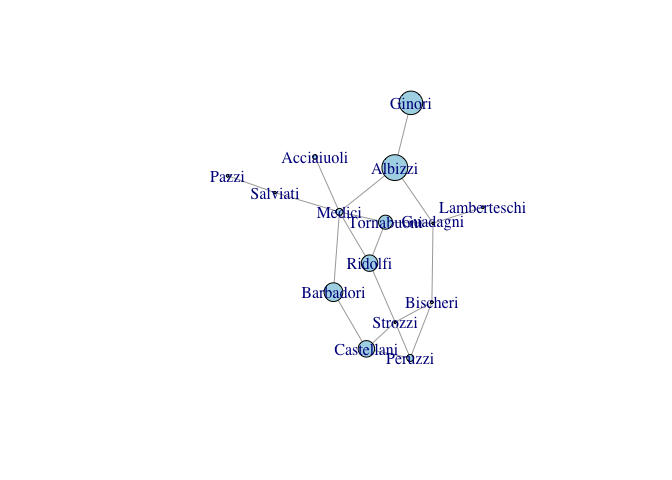 Ginori
Acciaiuoli
Albizzi
Pazzi
Salviati
Medici
Lamberteschi
Tornabuoni
Guadagni
Ridolfi
Barbadori
Bischeri
Strozzi
Castellani
Peruzzi